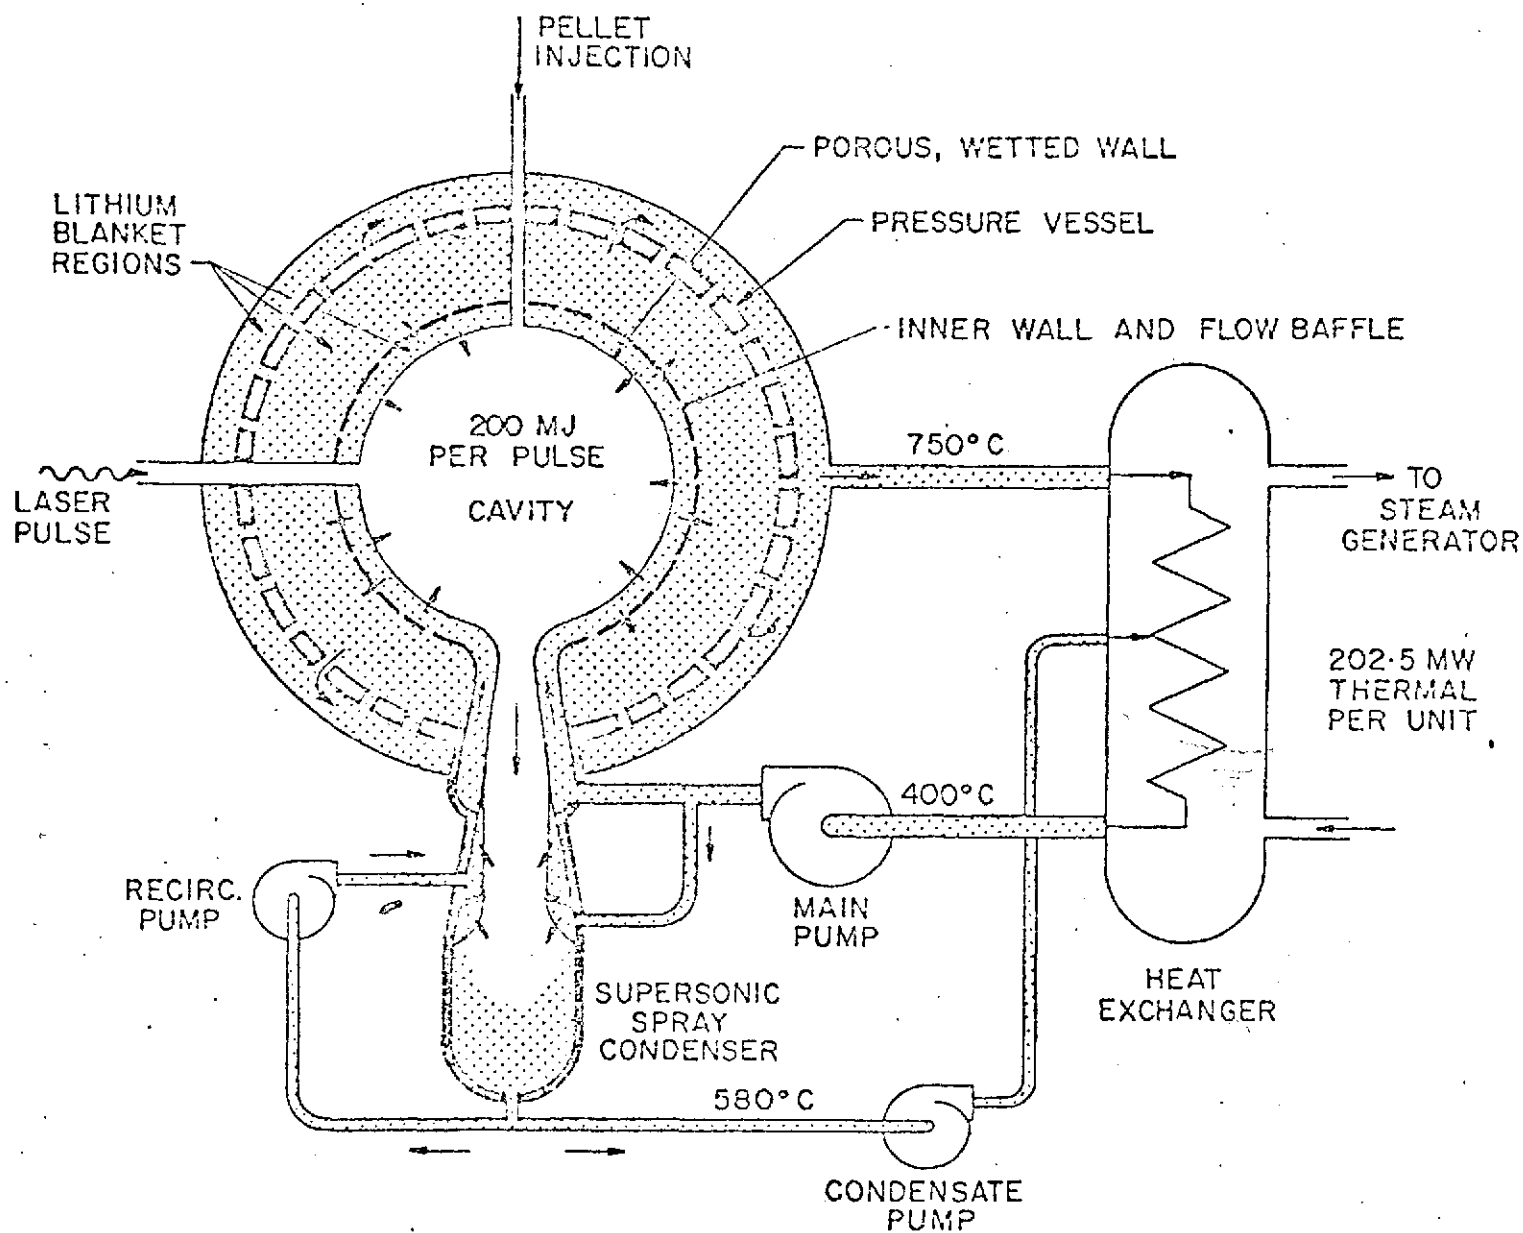 PELLET
INJECTION
POROUS, WETTED WALL
LITHIUM
BLANKET
REGIONS
PRESSURE VESSEL
INNER WALL AND FLOW BAFFLE
200 MJ
PER PULSE
CAVITY
750°C
LASER
PULSE
TO
STEAM
GENERATOR
202.5 MW
THERMAL
PER UNIT
400°C
RECIRC.
PUMP
MAIN
PUMP
HEAT
EXCHANGER
SUPERSONIC
SPRAY
CONDENSER
580°C
CONDENSATE
PUMP